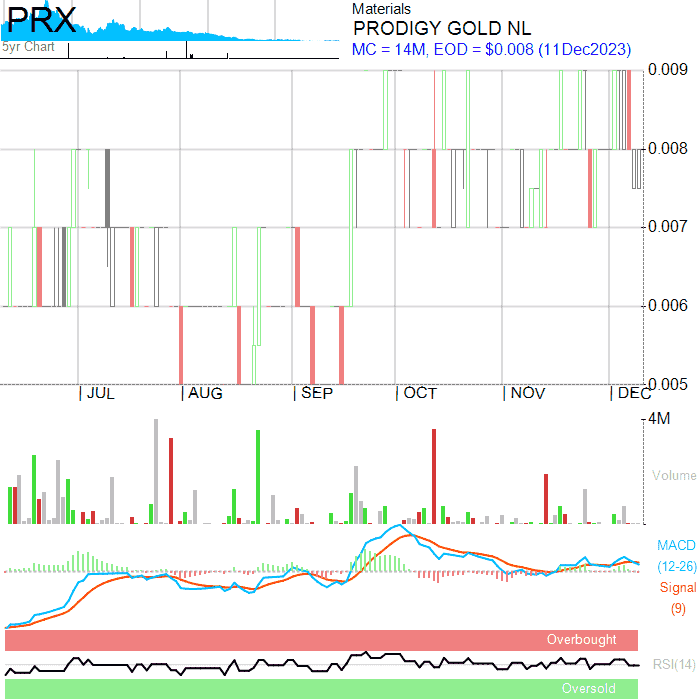 PRX
Materials
PRODIGY GOLD NL
5yr Chart
MC = 14M, EOD = $0.008 (11Dec2023)
0.009
0.008
0.007
0.006
0.005
| JUL | AUG | SEP | OCT | NOV | DEC
4M
Volume
MACD
(12-26)
Signal
(9)
Overbought
RSI(14)
Oversold